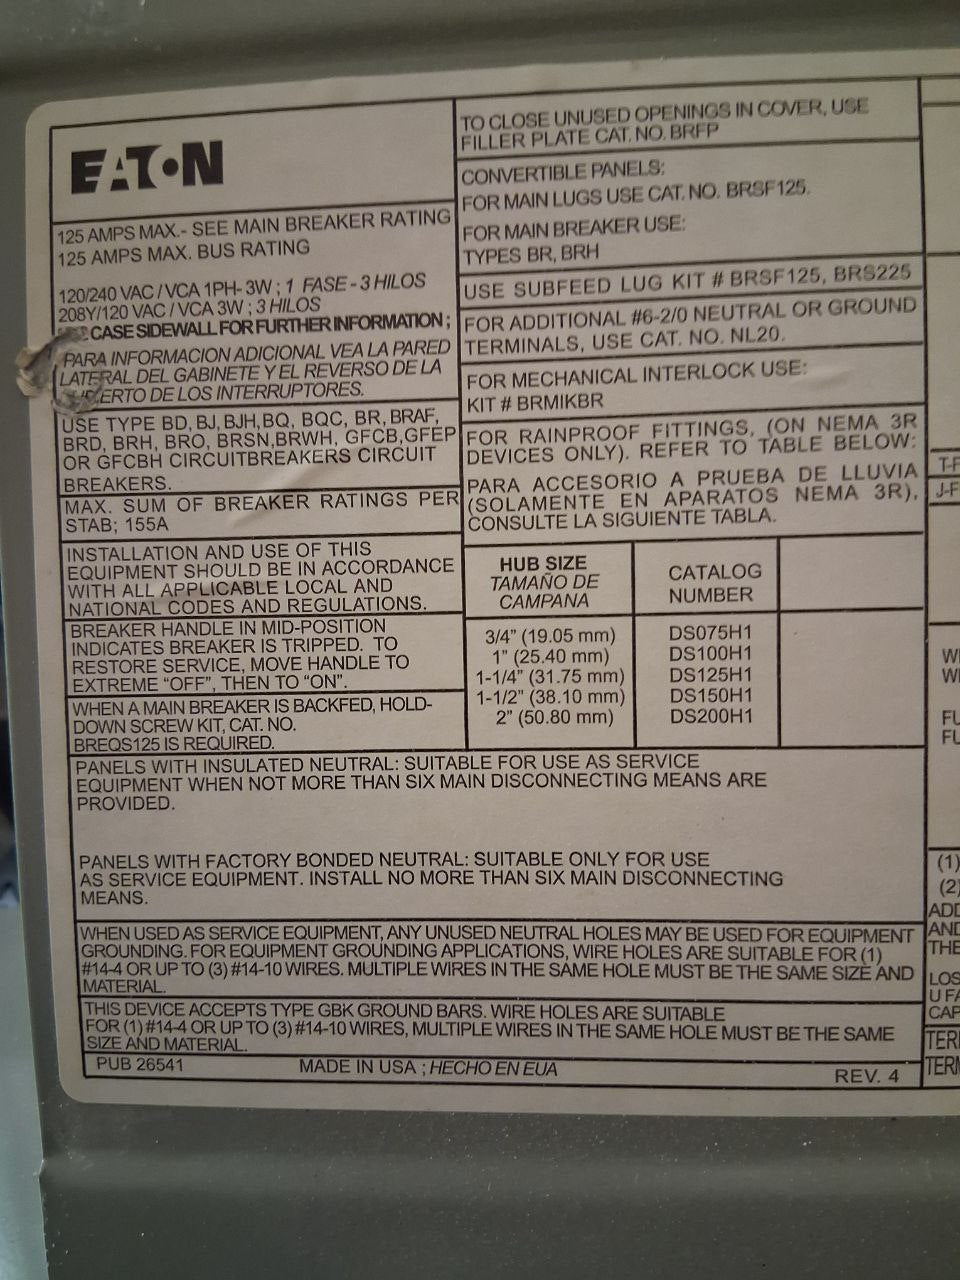 EATON
125 AMPS MAX.- SEE MAIN BREAKER RATING
125 AMPS MAX. BUS RATING
120/240 VAC / VCA 1PH- 3W ; 1 FASE - 3 HILOS
208Y/120 VAC / VCA 3W ; 3 HILOS
CASE SIDEWALL FOR FURTHER INFORMATION ;
PARA INFORMACION ADICIONAL VEA LA PARED
LATERAL DEL GABINETE Y EL REVERSO DE LA
DE LOS INTERRUPTORES.
USE TYPE BD, BJ, BJH,BQ, BQC, BR, BRAF,
BRD, BRH, BRO, BRSN,BRWH, GFCB,GFEP
OR GFCBH CIRCUITBREAKERS CIRCUIT
BREAKERS.
MAX. SUM OF BREAKER RATINGS PER
STAB; 155A
INSTALLATION AND USE OF THIS
EQUIPMENT SHOULD BE IN ACCORDANCE
WITH ALL APPLICABLE LOCAL AND
NATIONAL CODES AND REGULATIONS.
BREAKER HANDLE IN MID-POSITION
INDICATES BREAKER IS TRIPPED. TO
RESTORE SERVICE, MOVE HANDLE TO
EXTREME “OFF”, THEN TO “ON”.
WHEN A MAIN BREAKER IS BACKFED, HOLD-
DOWN SCREW KIT, CAT. NO.
BREQS125 IS REQUIRED.
TO CLOSE UNUSED OPENINGS IN COVER, USE
FILLER PLATE CAT. NO. BRFP
CONVERTIBLE PANELS:
FOR MAIN LUGS USE CAT. NO. BRSF125.
FOR MAIN BREAKER USE:
TYPES BR, BRH
USE SUBFEED LUG KIT # BRSF125, BRS225
FOR ADDITIONAL #6-2/0 NEUTRAL OR GROUND
TERMINALS, USE CAT. NO. NL20.
FOR MECHANICAL INTERLOCK USE:
KIT # BRMIKBR
FOR RAINPROOF FITTINGS, (ON NEMA 3R
DEVICES ONLY). REFER TO TABLE BELOW:
PARA ACCESORIO A PRUEBA DE LLUVIA
(SOLAMENTE EN APARATOS NEMA 3R),
CONSULTE LA SIGUIENTE TABLA.
HUB SIZE
TAMAÑO DE
CAMPANA
CATALOG
NUMBER
3/4” (19.05 mm) DS075H1
1” (25.40 mm) DS100H1
1-1/4” (31.75 mm) DS125H1
1-1/2” (38.10 mm) DS150H1
2” (50.80 mm) DS200H1
PANELS WITH INSULATED NEUTRAL: SUITABLE FOR USE AS SERVICE
EQUIPMENT WHEN NOT MORE THAN SIX MAIN DISCONNECTING MEANS ARE
PROVIDED.
PANELS WITH FACTORY BONDED NEUTRAL: SUITABLE ONLY FOR USE
AS SERVICE EQUIPMENT. INSTALL NO MORE THAN SIX MAIN DISCONNECTING
MEANS.
WHEN USED AS SERVICE EQUIPMENT, ANY UNUSED NEUTRAL HOLES MAY BE USED FOR EQUIPMENT
GROUNDING. FOR EQUIPMENT GROUNDING APPLICATIONS, WIRE HOLES ARE SUITABLE FOR (1)
#14-4 OR UP TO (3) #14-10 WIRES. MULTIPLE WIRES IN THE SAME HOLE MUST BE THE SAME SIZE AND
MATERIAL.
THIS DEVICE ACCEPTS TYPE GBK GROUND BARS. WIRE HOLES ARE SUITABLE
FOR (1) #14-4 OR UP TO (3) #14-10 WIRES, MULTIPLE WIRES IN THE SAME HOLE MUST BE THE SAME
SIZE AND MATERIAL.
PUB 26541 MADE IN USA ; HECHO EN EUA REV. 4
(1)
(2)
AND
THE